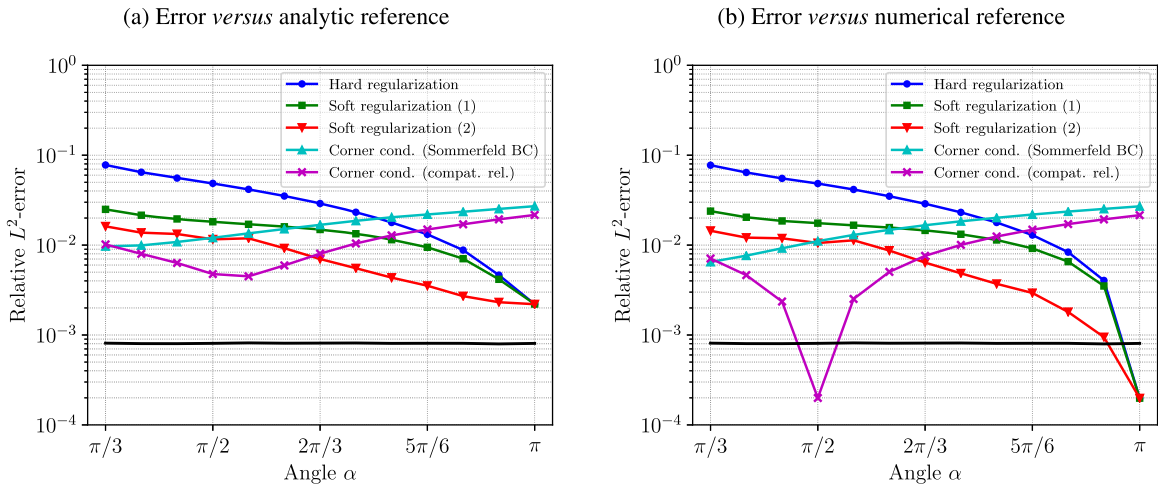 (a) Error versus analytic reference
10^0
10^-1
10^-2
10^-3
10^-4
Relative L^2-error
Hard regularization
Soft regularization (1)
Soft regularization (2)
Corner cond. (Sommerfeld BC)
Corner cond. (compat. rel.)
π/3 π/2 2π/3 5π/6 π
Angle α
(b) Error versus numerical reference
10^0
10^-1
10^-2
10^-3
10^-4
Relative L^2-error
Hard regularization
Soft regularization (1)
Soft regularization (2)
Corner cond. (Sommerfeld BC)
Corner cond. (compat. rel.)
π/3 π/2 2π/3 5π/6 π
Angle α